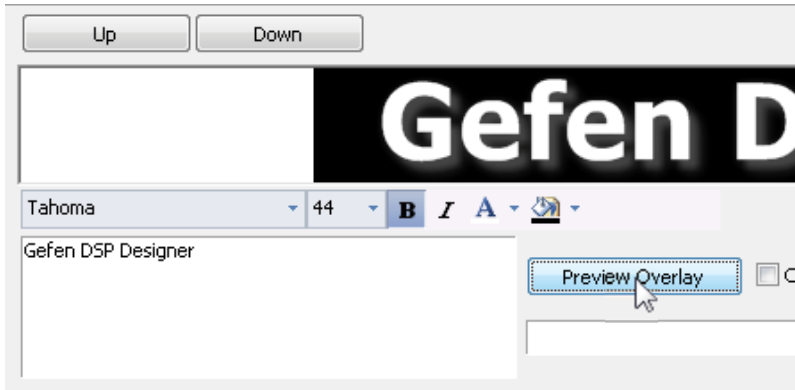 Up Down
Gefen D
Tahoma 44 B I A
Gefen DSP Designer
Preview Overlay